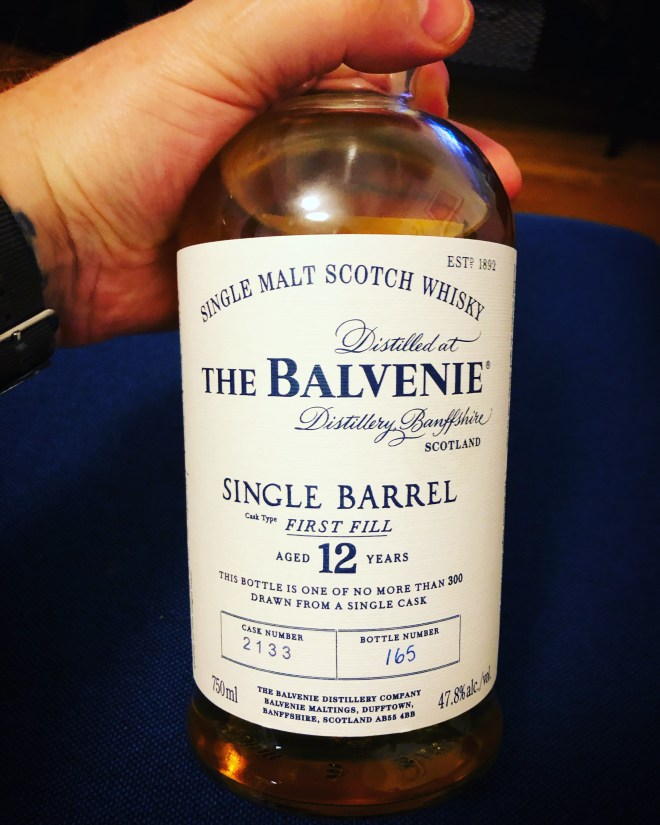 ESTD 1892
SINGLE MALT SCOTCH WHISKY
Distilled at
THE BALVENIE®
Distillery, Banffshire
SCOTLAND
SINGLE BARREL
Cask Type FIRST FILL
AGED 12 YEARS
THIS BOTTLE IS ONE OF NO MORE THAN 300
DRAWN FROM A SINGLE CASK
CASK NUMBER
2133
BOTTLE NUMBER
165
750ml
THE BALVENIE DISTILLERY COMPANY
BALVENIE MALTINGS, DUFFTOWN,
BANFFSHIRE, SCOTLAND AB55 4BB
47.8%alc./vol.